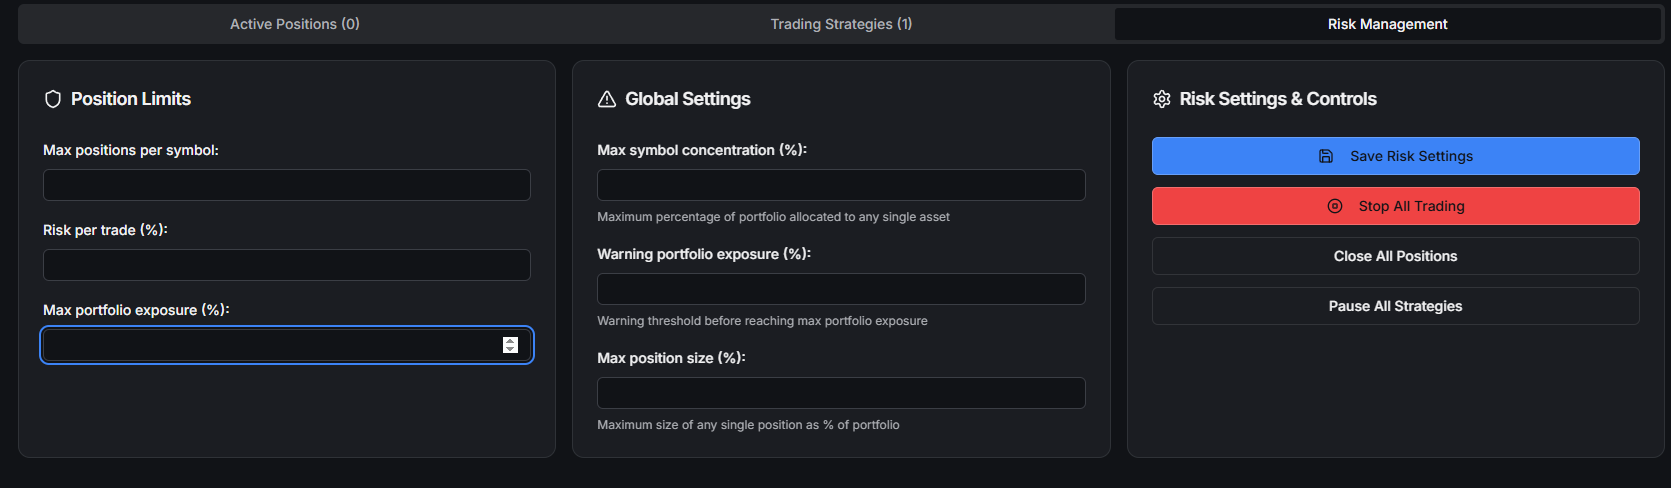 Active Positions (0)
Trading Strategies (1)
Risk Management
Position Limits
Max positions per symbol:
Risk per trade (%):
Max portfolio exposure (%):
Global Settings
Max symbol concentration (%):
Maximum percentage of portfolio allocated to any single asset
Warning portfolio exposure (%):
Warning threshold before reaching max portfolio exposure
Max position size (%):
Maximum size of any single position as % of portfolio
Risk Settings & Controls
Save Risk Settings
Stop All Trading
Close All Positions
Pause All Strategies